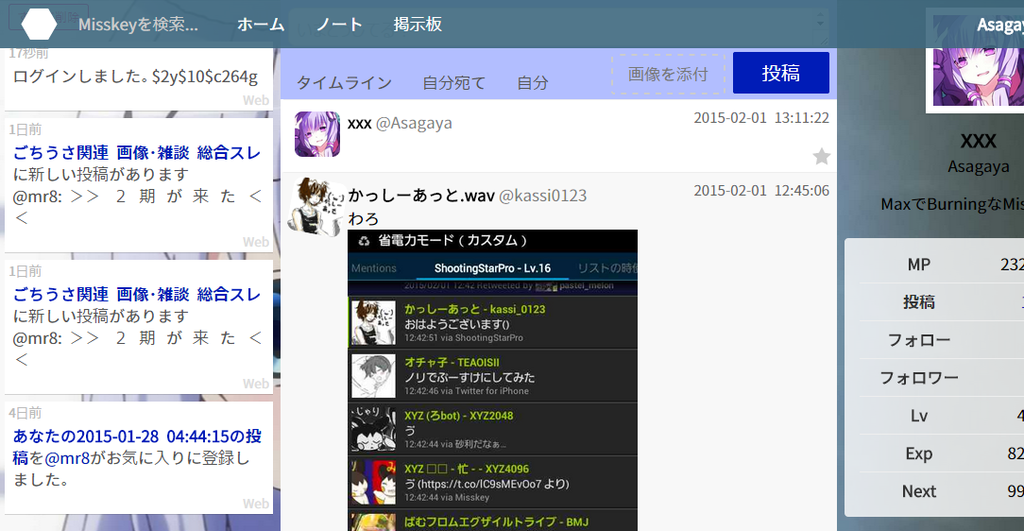 Misskeyを検索...
ホーム
ノート
掲示板
Asagay
17秒前
ログインしました。$2y$10$c264g
Web
1日前
ごちうさ関連 画像・雑談 総合スレ
に新しい投稿があります
@mr8: >> 2 期 が 来 た <
<
Web
1日前
ごちうさ関連 画像・雑談 総合スレ
に新しい投稿があります
@mr8: >> 2 期 が 来 た <
<
Web
4日前
あなたの2015-01-28 04:44:15の投
稿を@mr8がお気に入りに登録し
ました。
Web
タイムライン
自分宛て
自分
画像を添付
投稿
xxx @Asagaya
2015-02-01 13:11:22
かっしーあっと.wav @kassi0123
2015-02-01 12:45:06
わろ
省電力モード ( カスタム )
Mentions
ShootingStarPro - Lv.16
リストの時
2015/02/01 12:42 Retweeted by pastel_melon
かっしーあっと - kassi_0123
おはようございます()
12:42:51 via ShootingStarPro
オチャ子 - TEAOISII
ノリでぶーすけにしてみた
12:42:46 via Twitter for iPhone
じゃり
XYZ (ろbot) - XYZ2048
う゛
12:42:44 via 砂利だなぁ...
XYZ □□ - 忙 - - XYZ4096
う゛(https://t.co/IC9sMEvOo7 より)
12:42:44 via Misskey
ぱむフロムエグザイルトライブ - BMJ
xxx
Asagaya
MaxでBurningなMis
MP
232
投稿
フォロー
フォロワー
Lv
4
Exp
82
Next
99